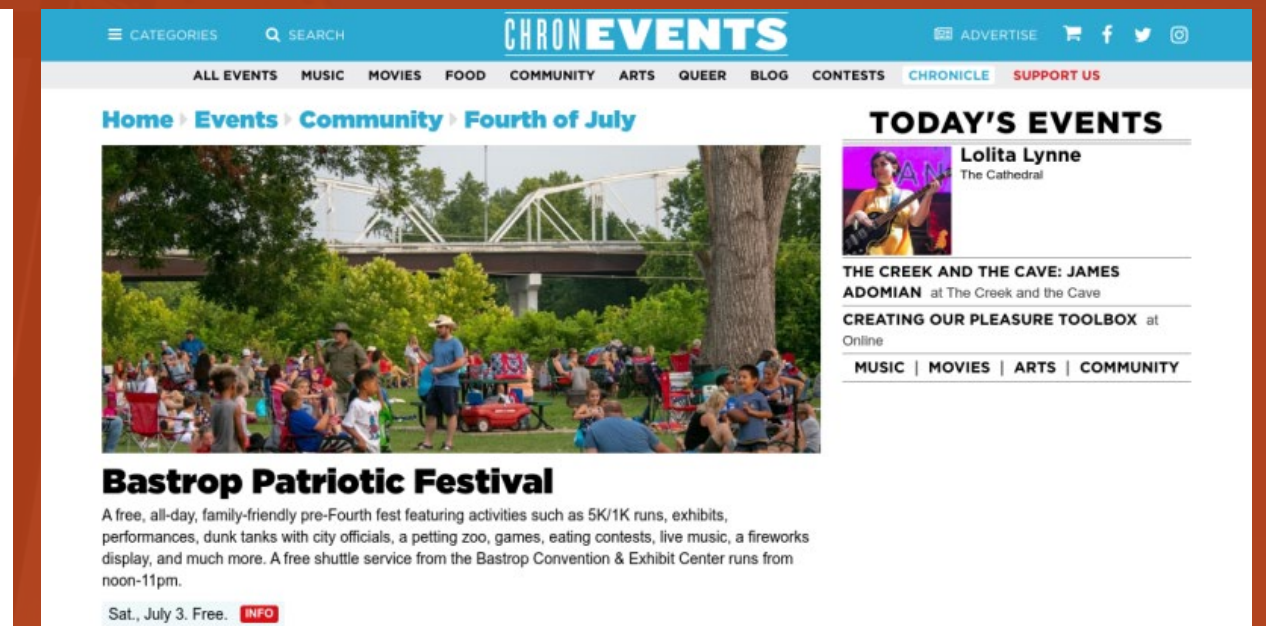 CATEGORIES SEARCH CHRONEVENTS ADVERTISE
ALL EVENTS MUSIC MOVIES FOOD COMMUNITY ARTS QUEER BLOG CONTESTS CHRONICLE SUPPORT US
Home Events Community Fourth of July
Bastrop Patriotic Festival
A free, all-day, family-friendly pre-Fourth fest featuring activities such as 5K/1K runs, exhibits,
performances, dunk tanks with city officials, a petting zoo, games, eating contests, live music, a fireworks
display, and much more. A free shuttle service from the Bastrop Convention & Exhibit Center runs from
noon-11pm.
Sat., July 3. Free. INFO
TODAY'S EVENTS
Lolita Lynne
The Cathedral
THE CREEK AND THE CAVE: JAMES
ADOMIAN at The Creek and the Cave
CREATING OUR PLEASURE TOOLBOX at
Online
MUSIC | MOVIES | ARTS | COMMUNITY